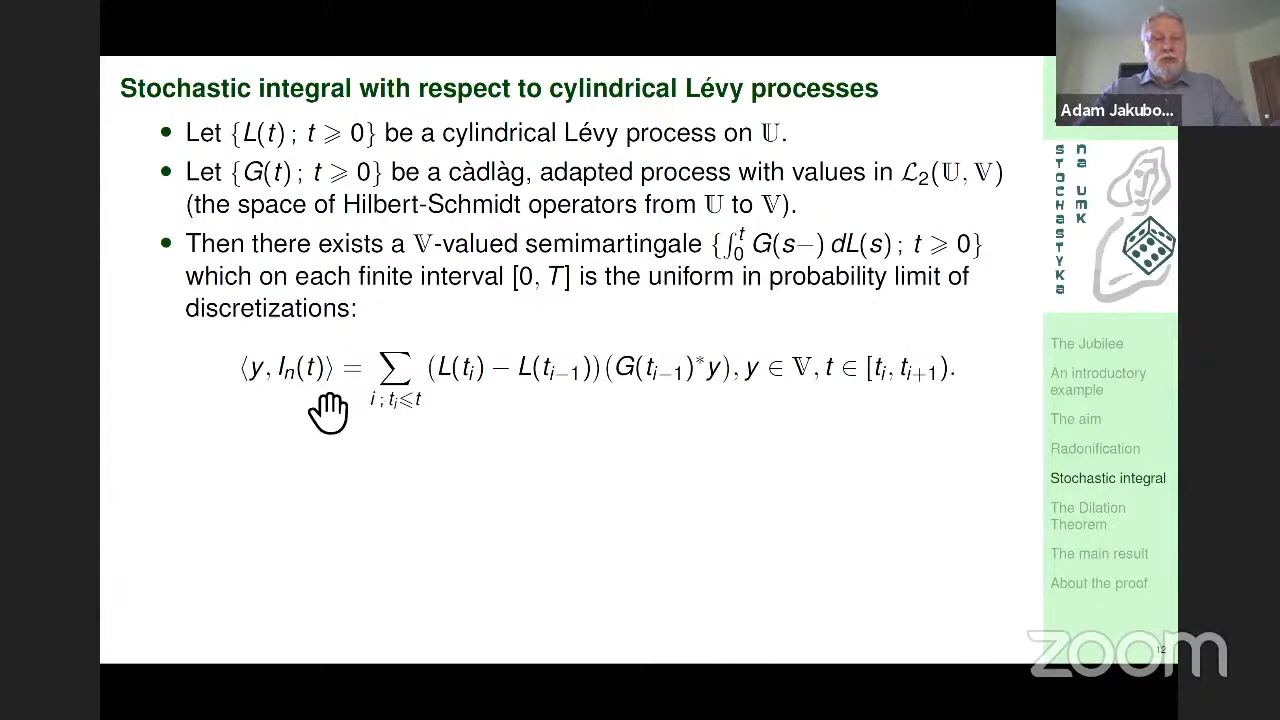 Stochastic integral with respect to cylindrical Lévy processes
• Let {L(t) ; t ⩾ 0} be a cylindrical Lévy process on 𝕌.
• Let {G(t) ; t ⩾ 0} be a càdlàg, adapted process with values in ℒ₂(𝕌, 𝕍)
(the space of Hilbert-Schmidt operators from 𝕌 to 𝕍).
• Then there exists a 𝕍-valued semimartingale {∫₀ᵗ G(s−) dL(s) ; t ⩾ 0}
which on each finite interval [0, T] is the uniform in probability limit of
discretizations:
⟨y, Iₙ(t)⟩ = ∑_{i ; tᵢ⩽t} (L(tᵢ) − L(tᵢ₋₁))(G(tᵢ₋₁)*y), y ∈ 𝕍, t ∈ [tᵢ, tᵢ₊₁).
Adam Jakubo...
STOCHASTYKA
na UMK
The Jubilee
An introductory
example
The aim
Radonification
Stochastic integral
The Dilation
Theorem
The main result
About the proof
12
zoom